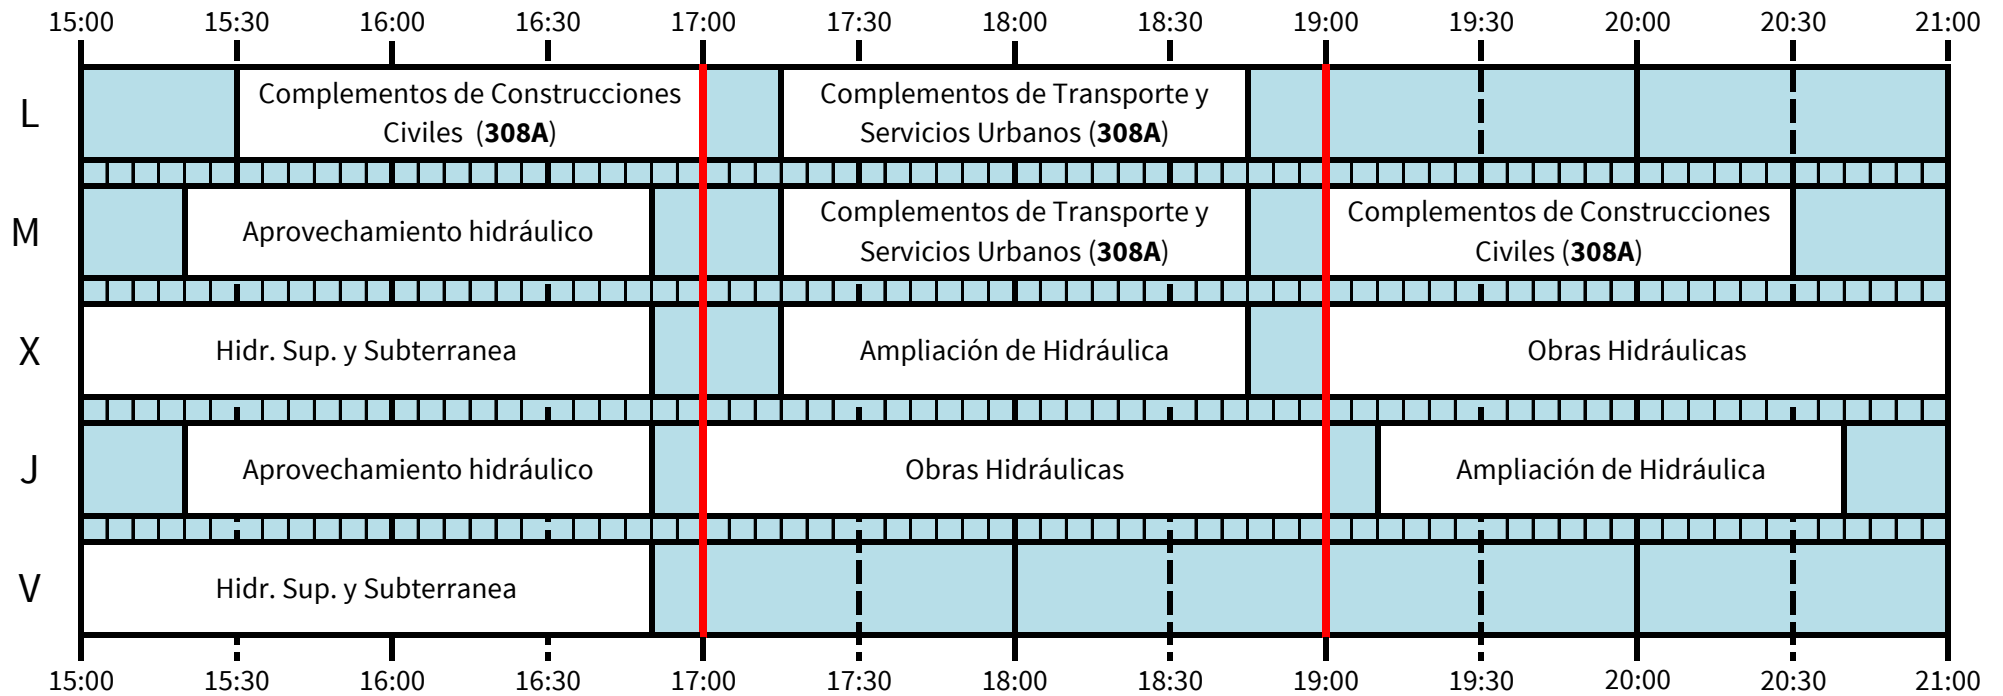 15:00 15:30 16:00 16:30 17:00 17:30 18:00 18:30 19:00 19:30 20:00 20:30 21:00
L
Complementos de Construcciones
Civiles (308A)
Complementos de Transporte y
Servicios Urbanos (308A)
M
Aprovechamiento hidráulico
Complementos de Transporte y
Servicios Urbanos (308A)
Complementos de Construcciones
Civiles (308A)
X
Hidr. Sup. y Subterranea
Ampliación de Hidráulica
Obras Hidráulicas
J
Aprovechamiento hidráulico
Obras Hidráulicas
Ampliación de Hidráulica
V
Hidr. Sup. y Subterranea
15:00 15:30 16:00 16:30 17:00 17:30 18:00 18:30 19:00 19:30 20:00 20:30 21:00